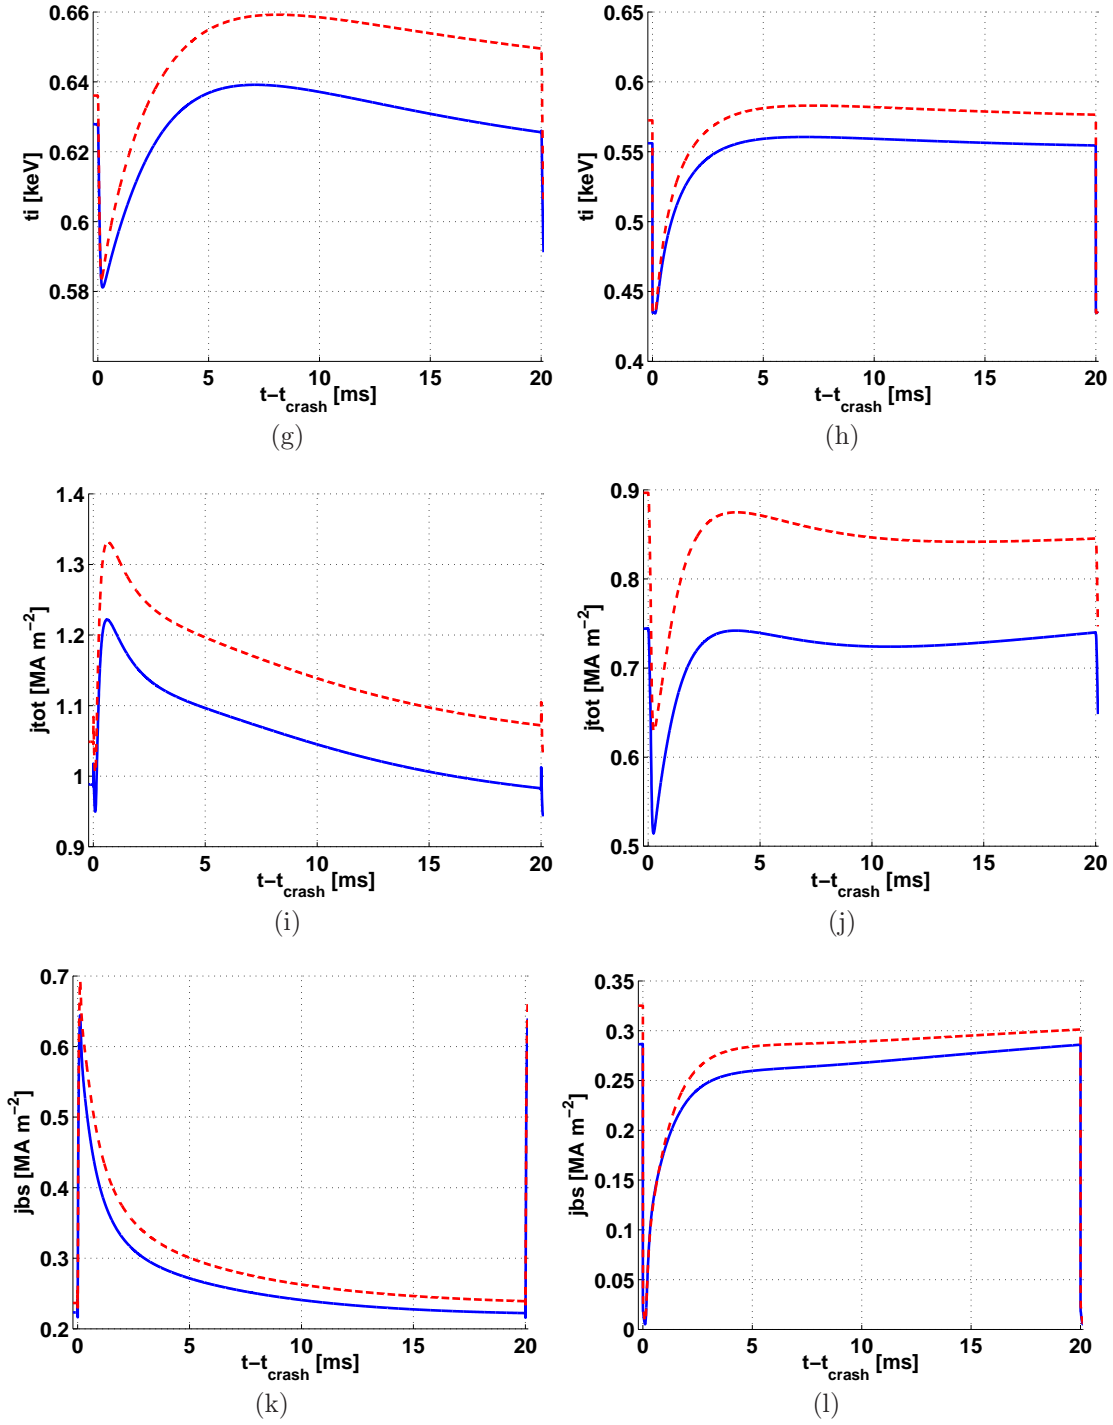 0.66
0.64
0.62
0.6
0.58
ti [keV]
0 5 10 15 20
t−t_crash [ms]
(g)
0.65
0.6
0.55
0.5
0.45
0.4
ti [keV]
0 5 10 15 20
t−t_crash [ms]
(h)
1.4
1.3
1.2
1.1
1
0.9
jtot [MA m⁻²]
0 5 10 15 20
t−t_crash [ms]
(i)
0.9
0.8
0.7
0.6
0.5
jtot [MA m⁻²]
0 5 10 15 20
t−t_crash [ms]
(j)
0.7
0.6
0.5
0.4
0.3
0.2
jbs [MA m⁻²]
0 5 10 15 20
t−t_crash [ms]
(k)
0.35
0.3
0.25
0.2
0.15
0.1
0.05
0
jbs [MA m⁻²]
0 5 10 15 20
t−t_crash [ms]
(l)